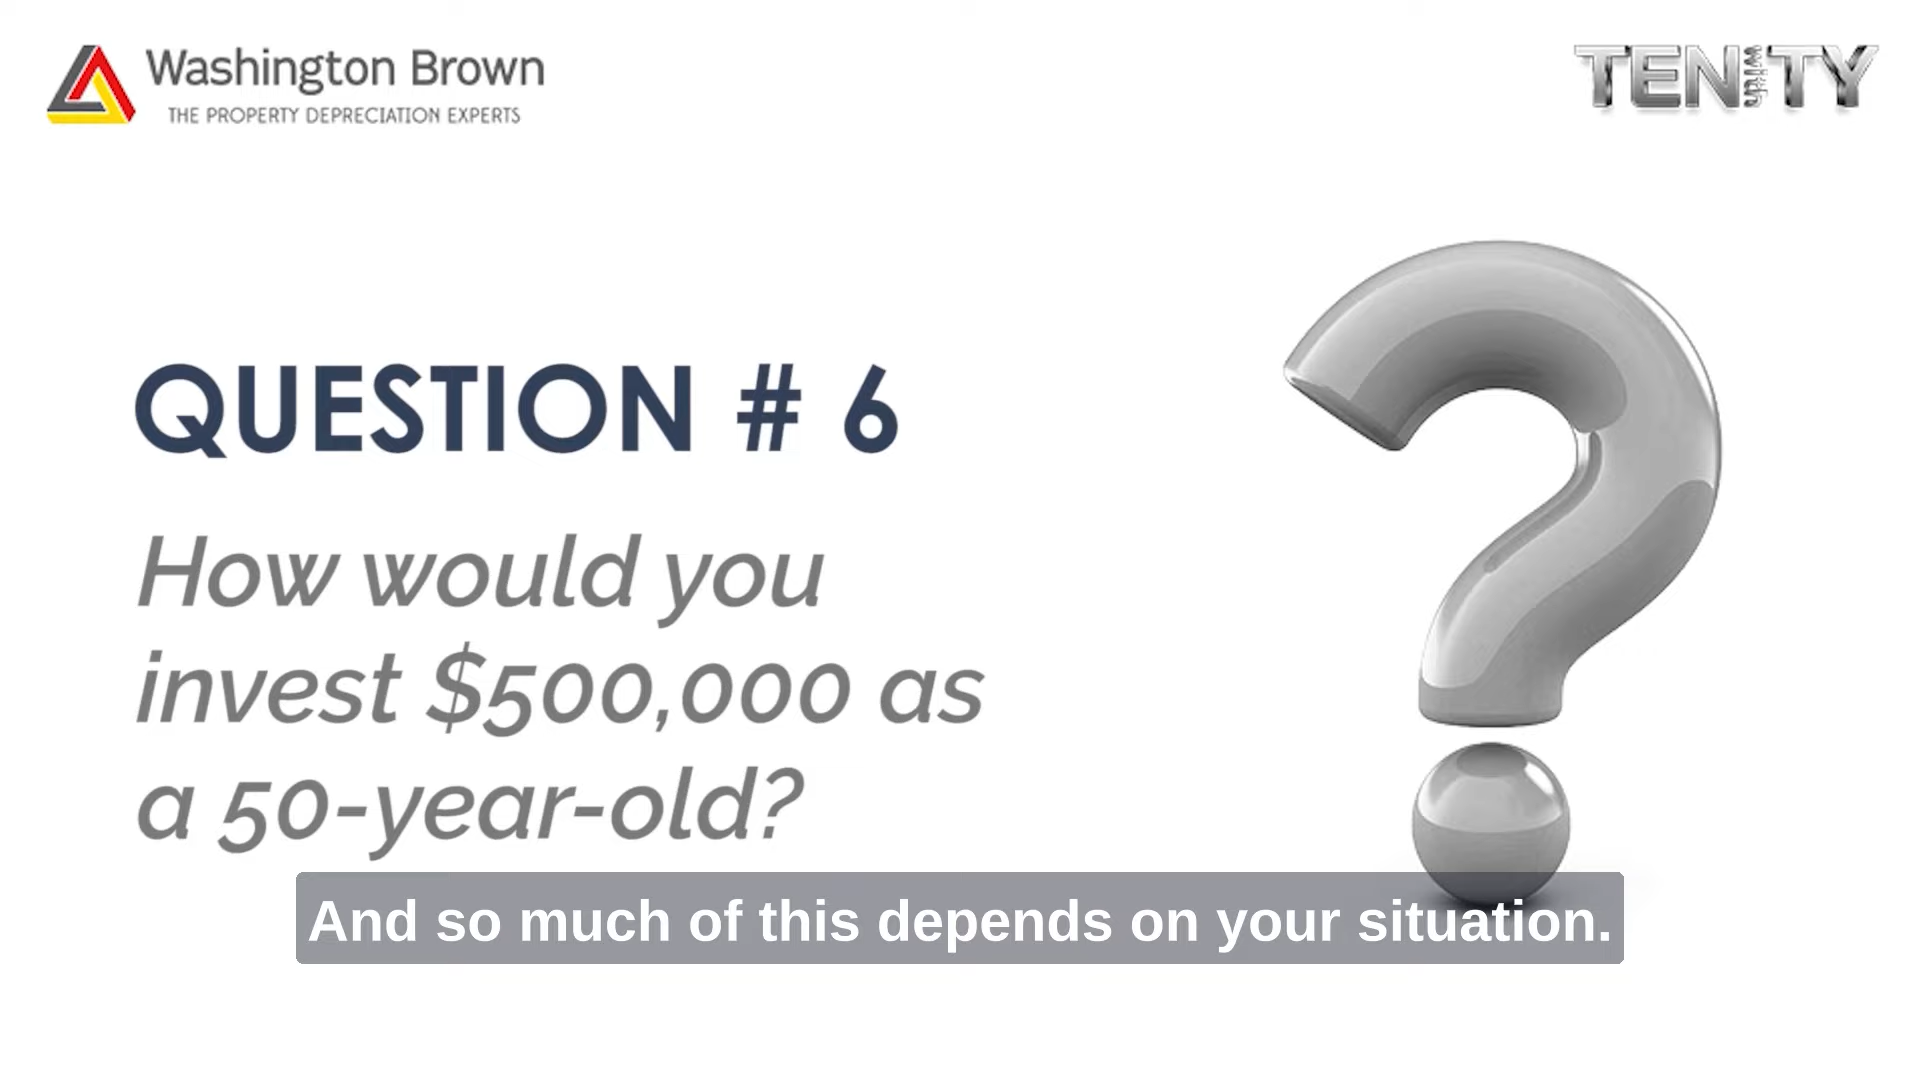 Washington Brown
THE PROPERTY DEPRECIATION EXPERTS
TEN with TY
QUESTION # 6
How would you
invest $500,000 as
a 50-year-old?
And so much of this depends on your situation.